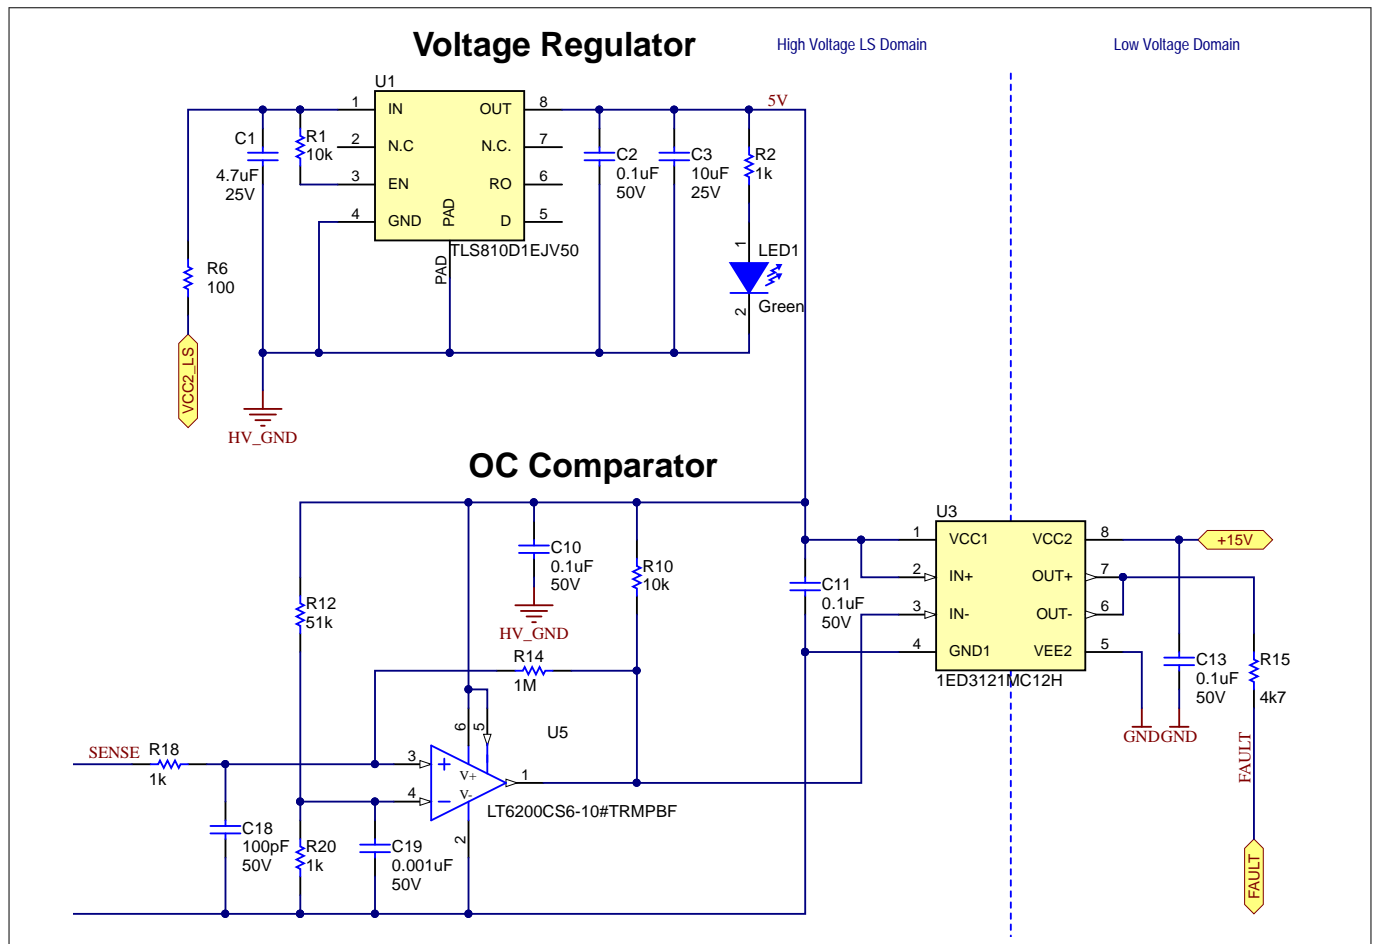 Voltage Regulator
High Voltage LS Domain
Low Voltage Domain
U1
1 IN OUT 8
5V
2 N.C N.C. 7
3 EN RO 6
4 GND PAD D 5
TLS810D1EJV50
PAD
C1
4.7uF
25V
R1
10k
C2
0.1uF
50V
C3
10uF
25V
R2
1k
1
LED1
2
Green
R6
100
VCC2_LS
HV_GND
OC Comparator
U3
1 VCC1 VCC2 8
+15V
2 IN+ OUT+ 7
3 IN- OUT- 6
4 GND1 VEE2 5
1ED3121MC12H
C10
0.1uF
50V
HV_GND
R10
10k
C11
0.1uF
50V
R12
51k
R14
1M
C13
0.1uF
50V
R15
4k7
GND
GND
FAULT
FAULT
SENSE
R18
1k
U5
6
5
3 +
V+
1
4 −
V-
2
LT6200CS6-10#TRMPBF
C18
100pF
50V
R20
1k
C19
0.001uF
50V